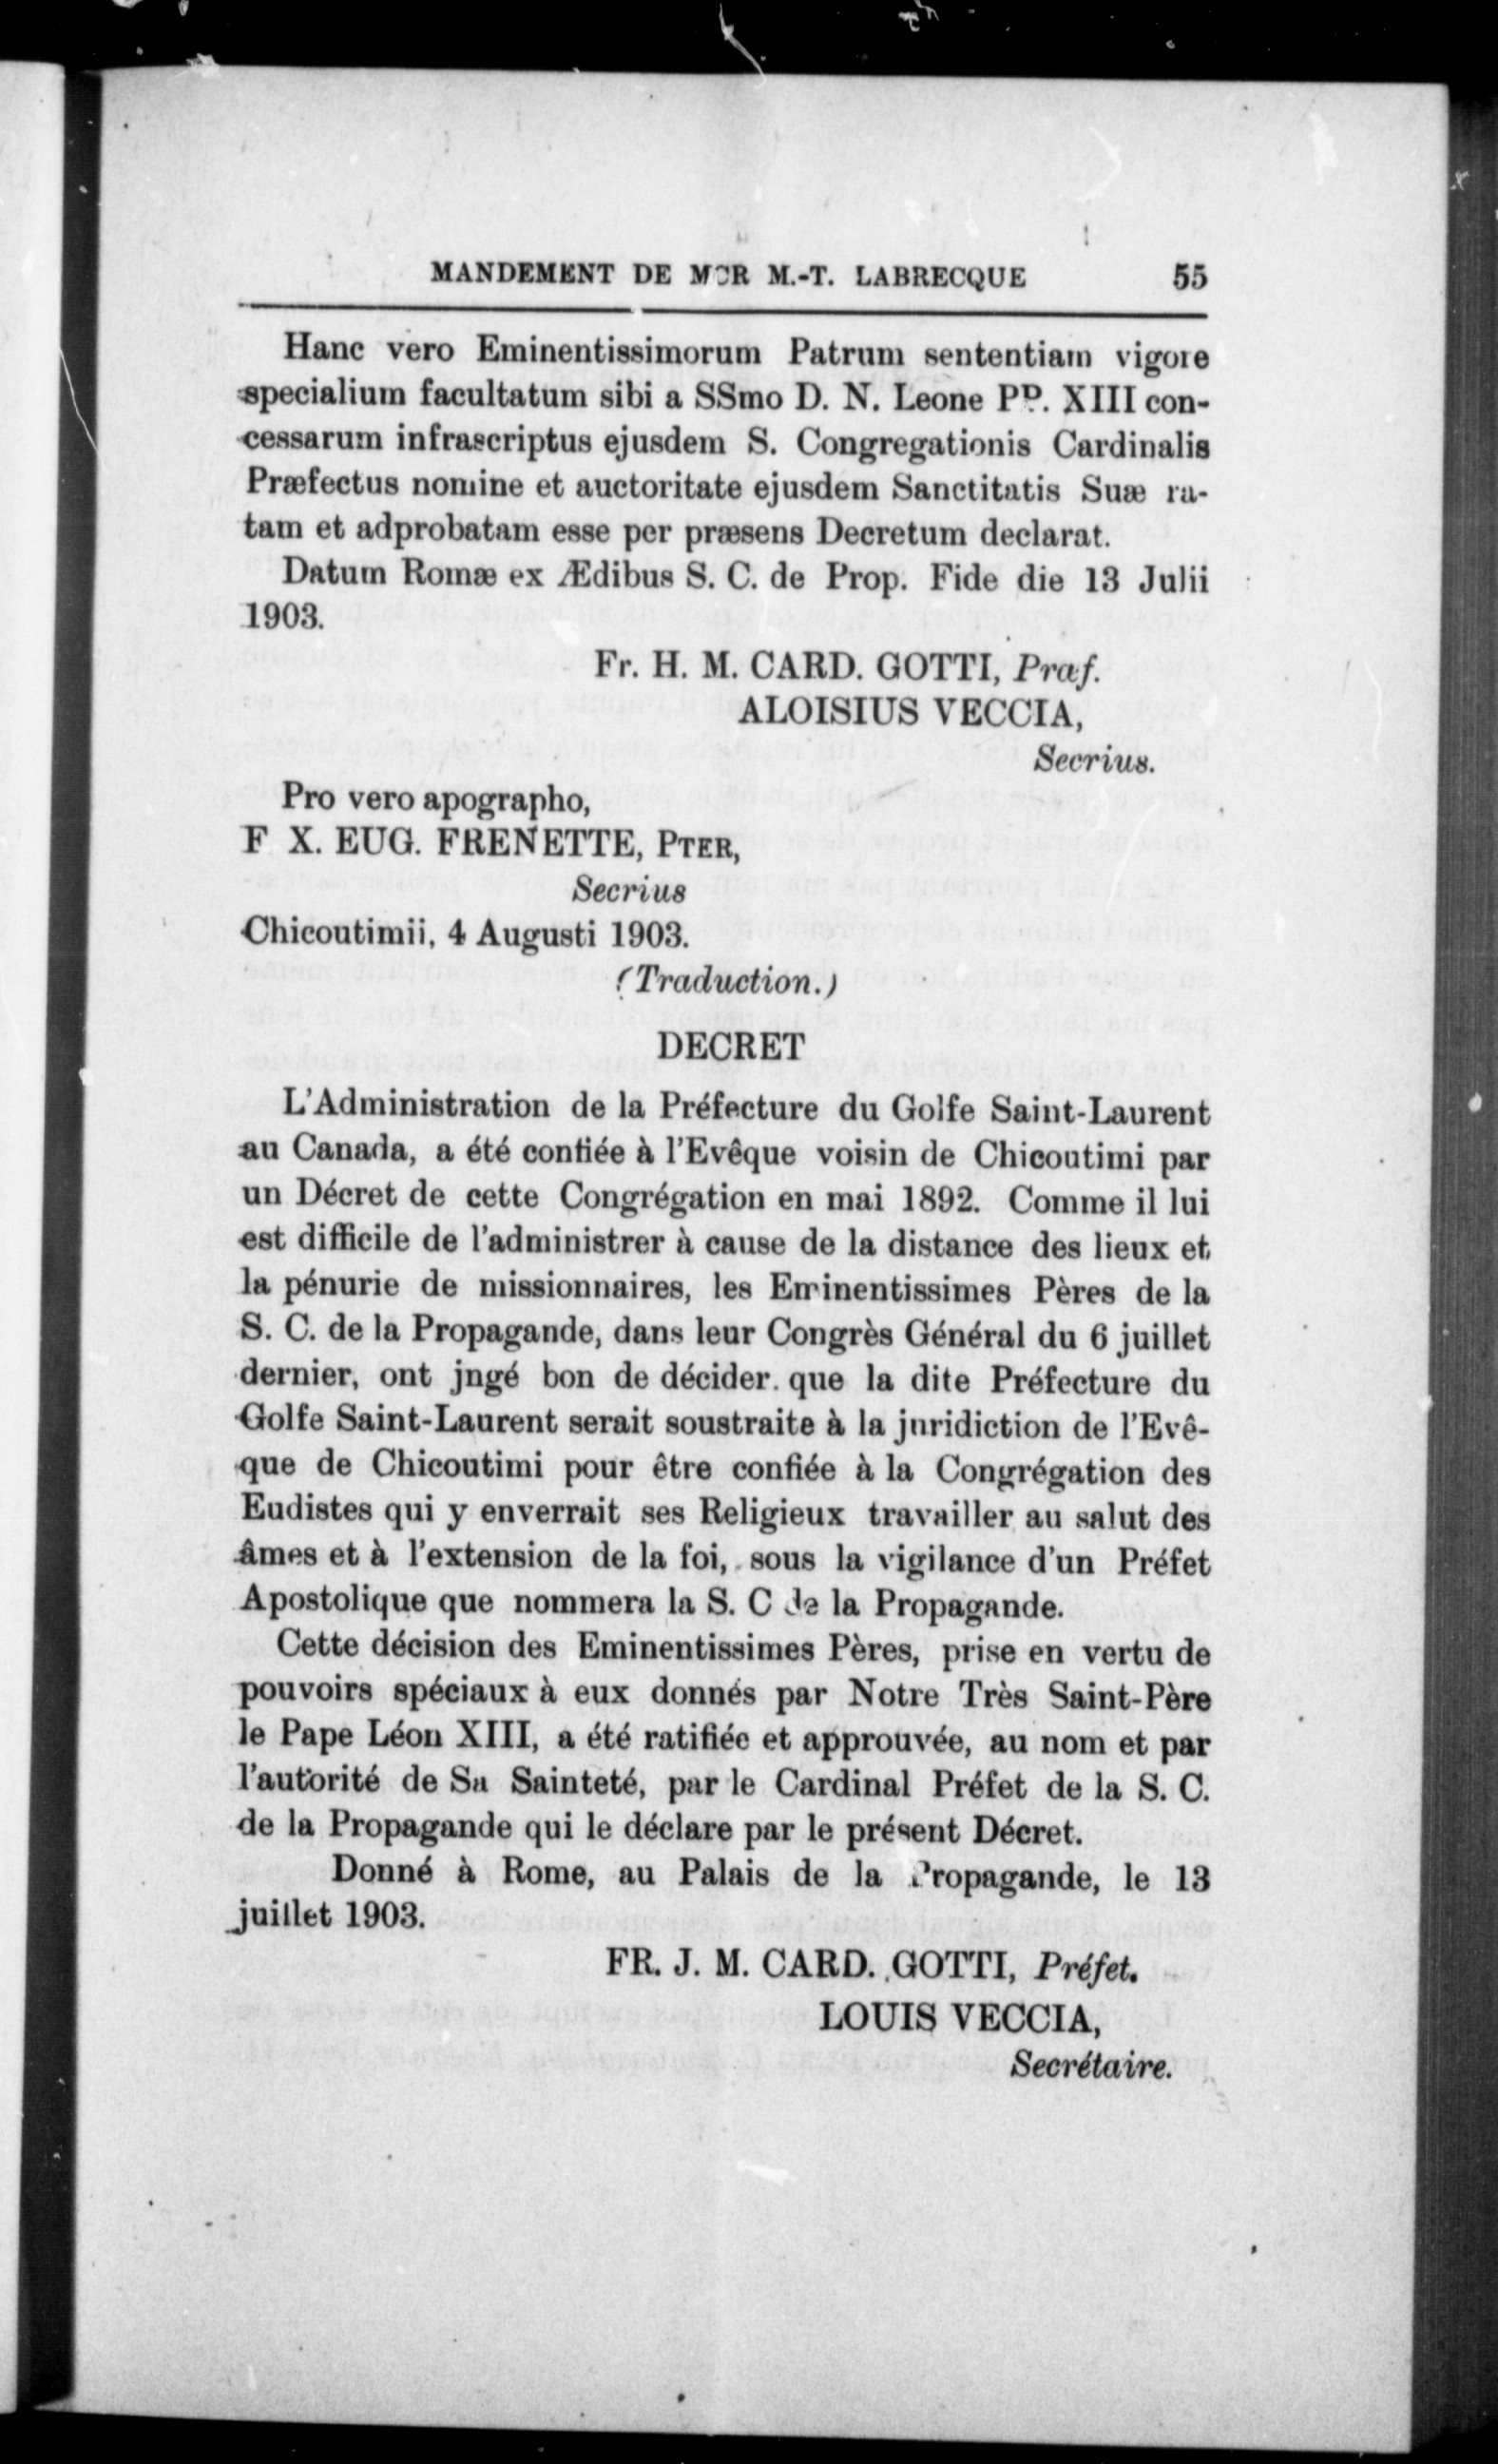 MANDEMENT DE MGR M.-T. LABRECQUE 55
Hanc vero Eminentissimorum Patrum sententiam vigore
specialium facultatum sibi a SSmo D. N. Leone PP. XIII con-
cessarum infrascriptus ejusdem S. Congregationis Cardinalis
Præfectus nomine et auctoritate ejusdem Sanctitatis Suæ ra-
tam et adprobatam esse per præsens Decretum declarat.
Datum Romæ ex Ædibus S. C. de Prop. Fide die 13 Julii
1903.
Fr. H. M. CARD. GOTTI, Præf.
ALOISIUS VECCIA,
Secrius.
Pro vero apographo,
F X. EUG. FRENETTE, PTER,
Secrius
Chicoutimii, 4 Augusti 1903.
(Traduction.)
DECRET
L'Administration de la Préfecture du Golfe Saint-Laurent
au Canada, a été confiée à l'Evêque voisin de Chicoutimi par
un Décret de cette Congrégation en mai 1892. Comme il lui
est difficile de l'administrer à cause de la distance des lieux et
la pénurie de missionnaires, les Eminentissimes Pères de la
S. C. de la Propagande, dans leur Congrès Général du 6 juillet
dernier, ont jngé bon de décider. que la dite Préfecture du
Golfe Saint-Laurent serait soustraite à la jnridiction de l'Evê-
que de Chicoutimi pour être confiée à la Congrégation des
Eudistes qui y enverrait ses Religieux travailler au salut des
âmes et à l'extension de la foi, sous la vigilance d'un Préfet
Apostolique que nommera la S. C de la Propagande.
Cette décision des Eminentissimes Pères, prise en vertu de
pouvoirs spéciaux à eux donnés par Notre Très Saint-Père
le Pape Léon XIII, a été ratifiée et approuvée, au nom et par
l'autorité de Sa Sainteté, par le Cardinal Préfet de la S. C.
de la Propagande qui le déclare par le présent Décret.
Donné à Rome, au Palais de la Propagande, le 13
juillet 1903.
FR. J. M. CARD. GOTTI, Préfet.
LOUIS VECCIA,
Secrétaire.